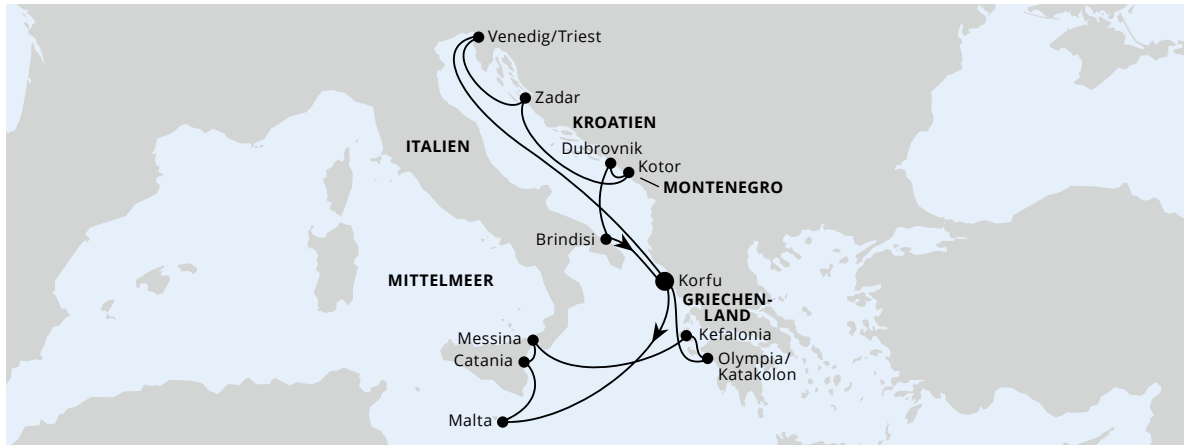 Venedig/Triest
Zadar
KROATIEN
ITALIEN
Dubrovnik
Kotor
MONTENEGRO
Brindisi
MITTELMEER
Korfu
GRIECHEN-
LAND
Kefalonia
Messina
Catania
Olympia/
Katakolon
Malta